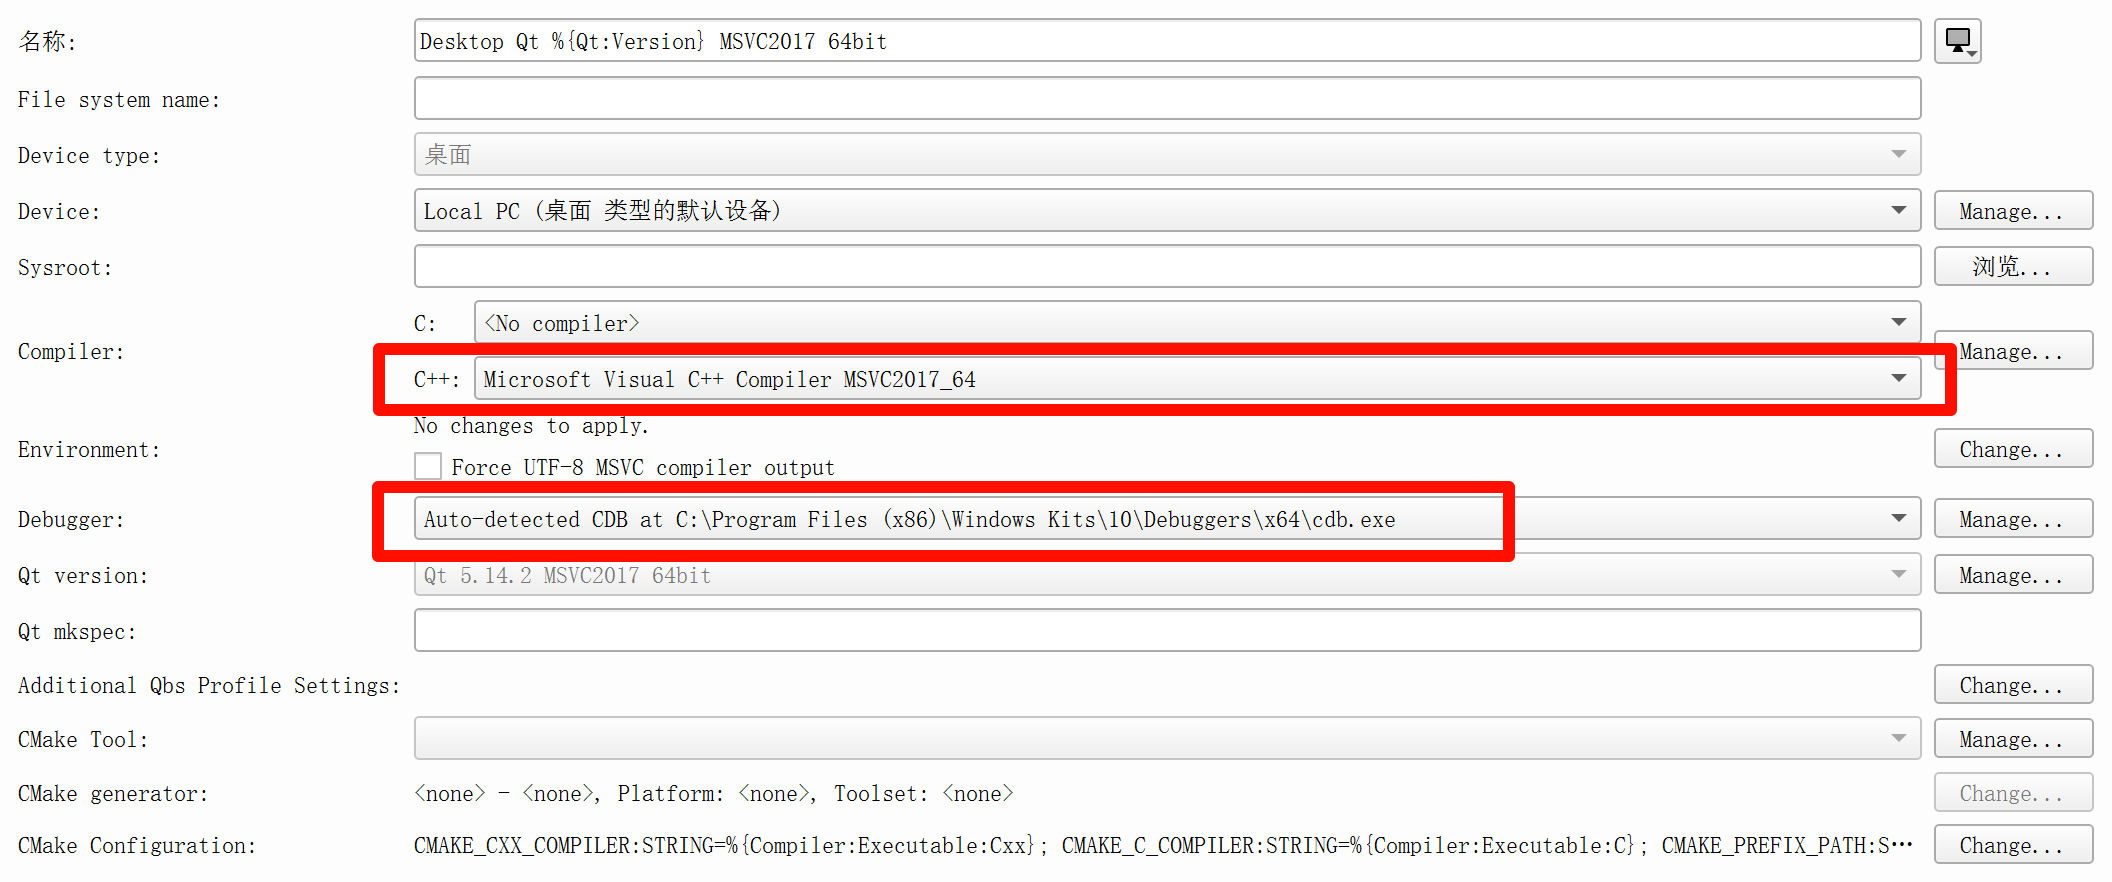 名称: Desktop Qt %{Qt:Version} MSVC2017 64bit
File system name:
Device type: 桌面
Device: Local PC (桌面 类型的默认设备) Manage...
Sysroot: 浏览...
C: <No compiler>
Compiler: Manage...
C++: Microsoft Visual C++ Compiler MSVC2017_64
No changes to apply.
Environment: Change...
Force UTF-8 MSVC compiler output
Debugger: Auto-detected CDB at C:\Program Files (x86)\Windows Kits\10\Debuggers\x64\cdb.exe Manage...
Qt version: Qt 5.14.2 MSVC2017 64bit Manage...
Qt mkspec:
Additional Qbs Profile Settings: Change...
CMake Tool: Manage...
CMake generator: <none> - <none>, Platform: <none>, Toolset: <none> Change...
CMake Configuration: CMAKE_CXX_COMPILER:STRING=%{Compiler:Executable:Cxx}; CMAKE_C_COMPILER:STRING=%{Compiler:Executable:C}; CMAKE_PREFIX_PATH:S… Change...